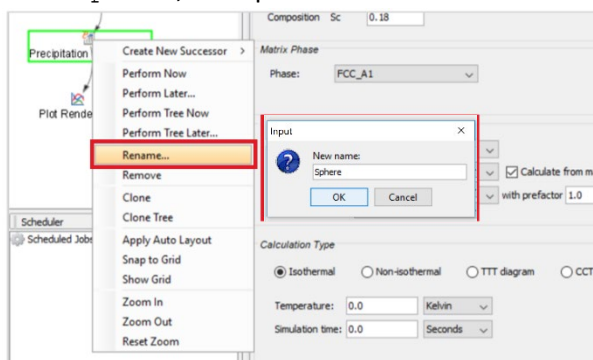 Composition Sc 0.18
Precipitation
Plot Rende
Create New Successor >
Perform Now
Perform Later...
Perform Tree Now
Perform Tree Later...
Rename...
Remove
Clone
Clone Tree
Apply Auto Layout
Snap to Grid
Show Grid
Zoom In
Zoom Out
Reset Zoom
Matrix Phase
Phase: FCC_A1
Input
New name:
Sphere
OK Cancel
Calculate from m
with prefactor 1.0
Scheduler
Scheduled Jobs
Calculation Type
Isothermal Non-isothermal TTT diagram CCT
Temperature: 0.0 Kelvin
Simulation time: 0.0 Seconds